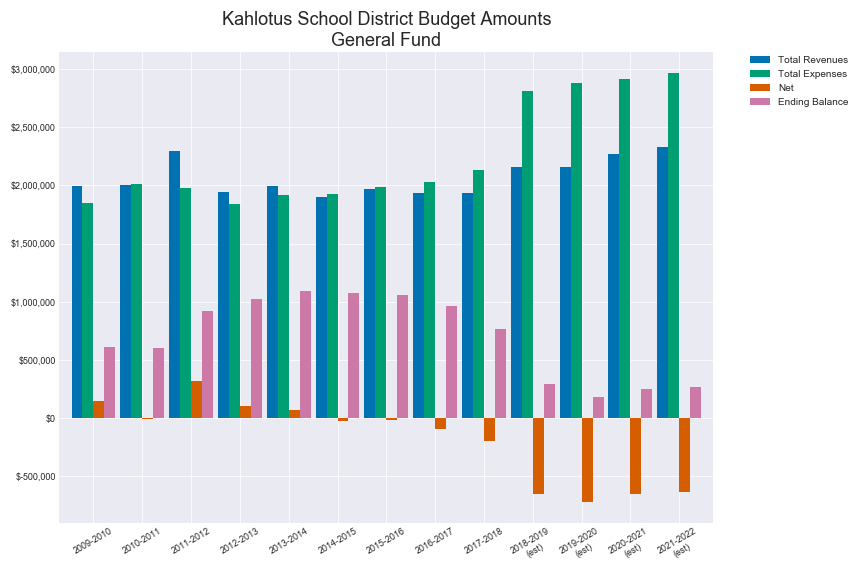 Kahlotus School District Budget Amounts
General Fund
Total Revenues
Total Expenses
Net
Ending Balance
$3,000,000
$2,500,000
$2,000,000
$1,500,000
$1,000,000
$500,000
$0
$-500,000
2009-2010
2010-2011
2011-2012
2012-2013
2013-2014
2014-2015
2015-2016
2016-2017
2017-2018
2018-2019
(est)
2019-2020
(est)
2020-2021
(est)
2021-2022
(est)